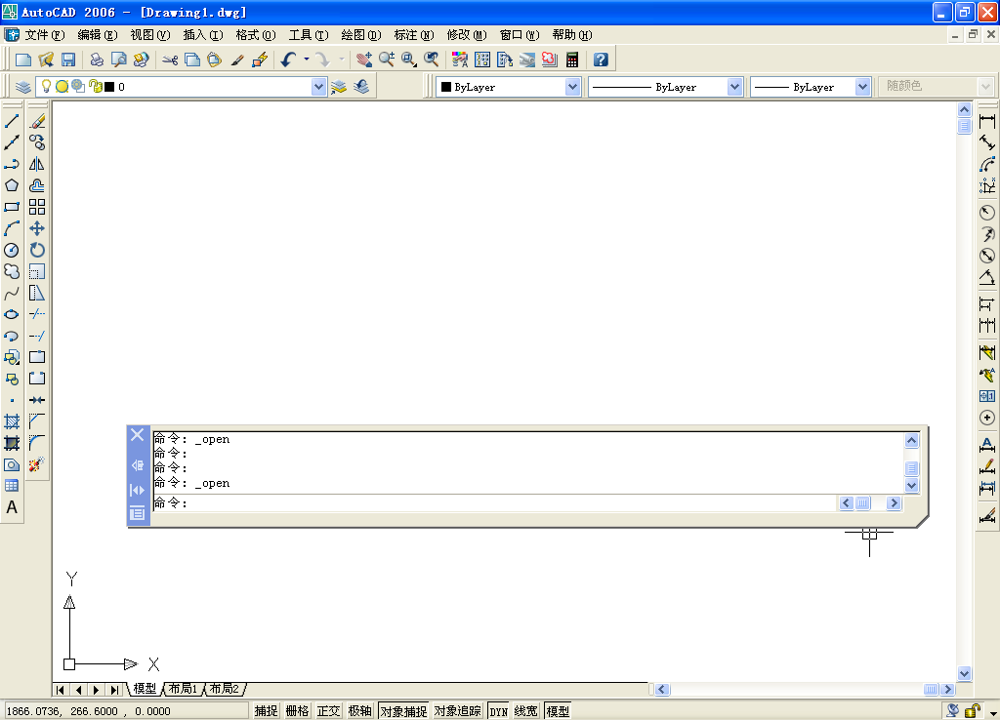 AutoCAD 2006 - [Drawing1.dwg]
文件(F) 编辑(E) 视图(V) 插入(I) 格式(O) 工具(T) 绘图(D) 标注(N) 修改(M) 窗口(W) 帮助(H)
0 ByLayer ByLayer ByLayer 随颜色
命令: _open
命令:
命令:
命令: _open
命令:
A
Y
X
模型 布局1 布局2
1866.0736, 266.6000 , 0.0000 捕捉 栅格 正交 极轴 对象捕捉 对象追踪 DYN 线宽 模型